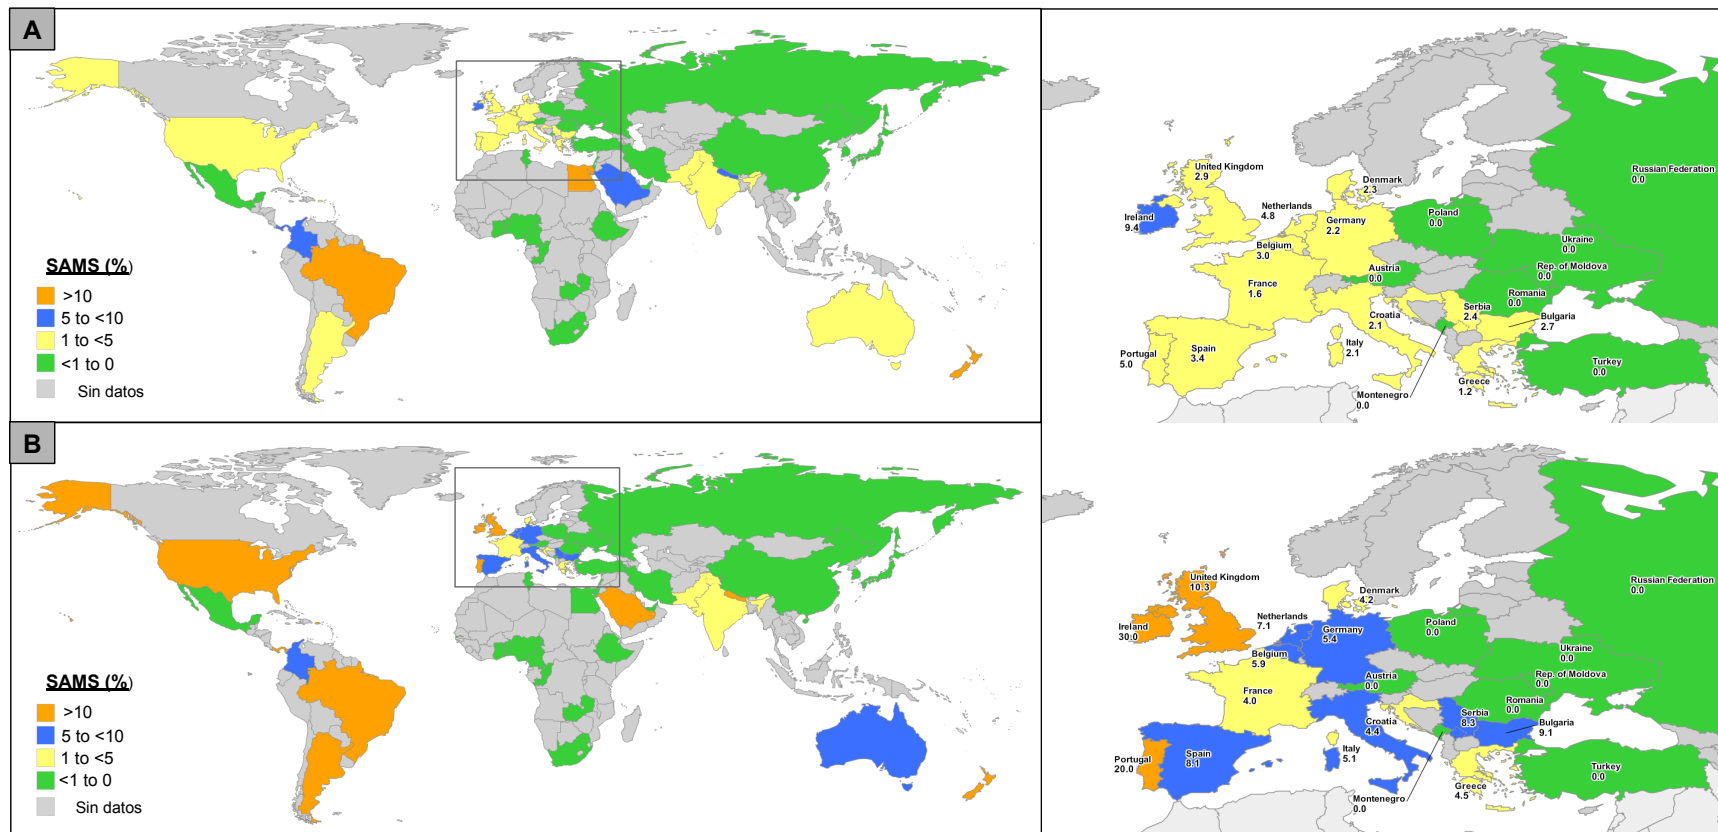 A
SAMS (%)
>10
5 to <10
1 to <5
<1 to 0
Sin datos
United Kingdom
2.9
Denmark
2.3
Russian Federation
0.0
Ireland
9.4
Netherlands
4.8
Germany
2.2
Poland
0.0
Belgium
3.0
Ukraine
0.0
Austria
0.0
Rep. of Moldova
0.0
France
1.6
Romania
0.0
Croatia
2.1
Serbia
2.4
Bulgaria
2.7
Portugal
5.0
Spain
3.4
Italy
2.1
Turkey
0.0
Greece
1.2
Montenegro
0.0
B
SAMS (%)
>10
5 to <10
1 to <5
<1 to 0
Sin datos
United Kingdom
10.3
Denmark
4.2
Russian Federation
0.0
Ireland
30.0
Netherlands
7.1
Germany
5.4
Poland
0.0
Belgium
5.9
Ukraine
0.0
Austria
0.0
Rep. of Moldova
0.0
France
4.0
Romania
0.0
Croatia
4.4
Serbia
8.3
Bulgaria
9.1
Portugal
20.0
Spain
8.1
Italy
5.1
Turkey
0.0
Greece
4.5
Montenegro
0.0